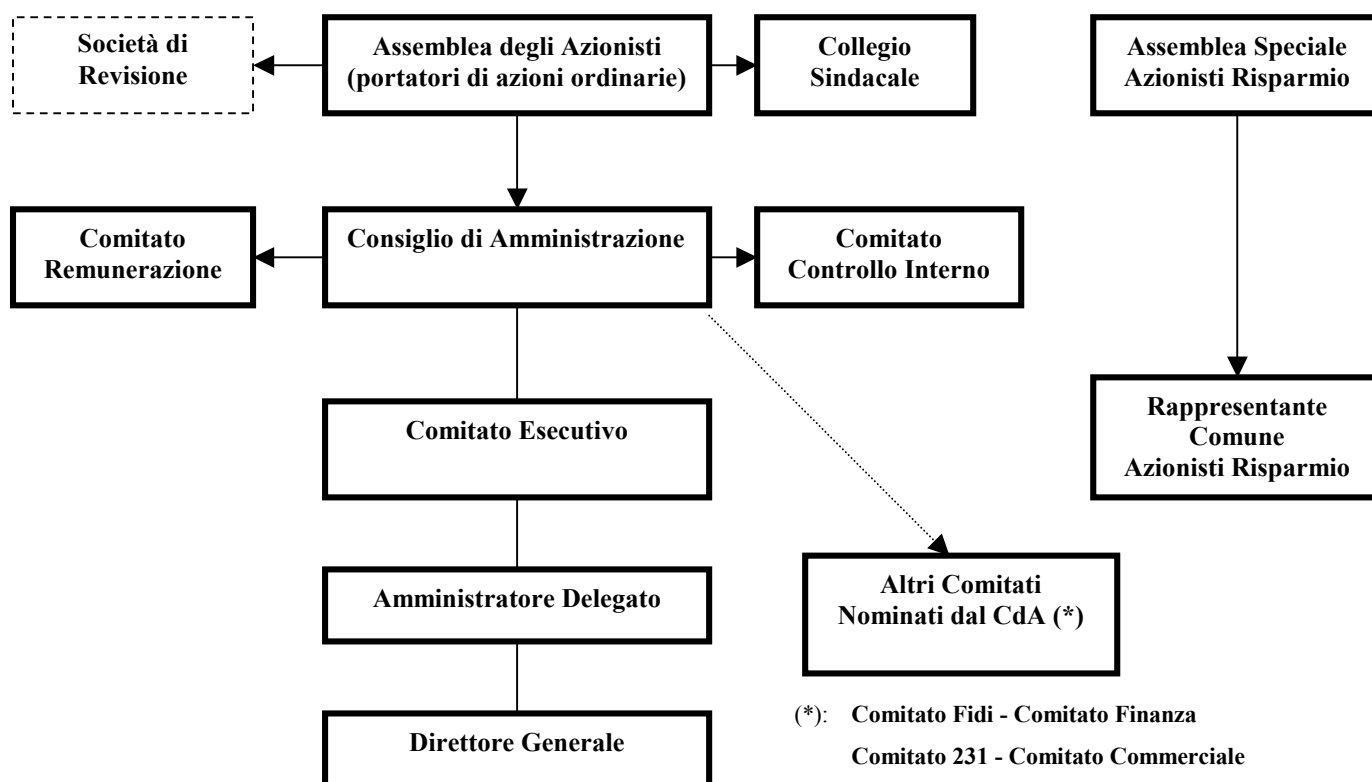 Società di
Revisione
Assemblea degli Azionisti
(portatori di azioni ordinarie)
Collegio
Sindacale
Assemblea Speciale
Azionisti Risparmio
Comitato
Remunerazione
Consiglio di Amministrazione
Comitato
Controllo Interno
Comitato Esecutivo
Rappresentante
Comune
Azionisti Risparmio
Amministratore Delegato
Altri Comitati
Nominati dal CdA (*)
Direttore Generale
(*): Comitato Fidi - Comitato Finanza
Comitato 231 - Comitato Commerciale